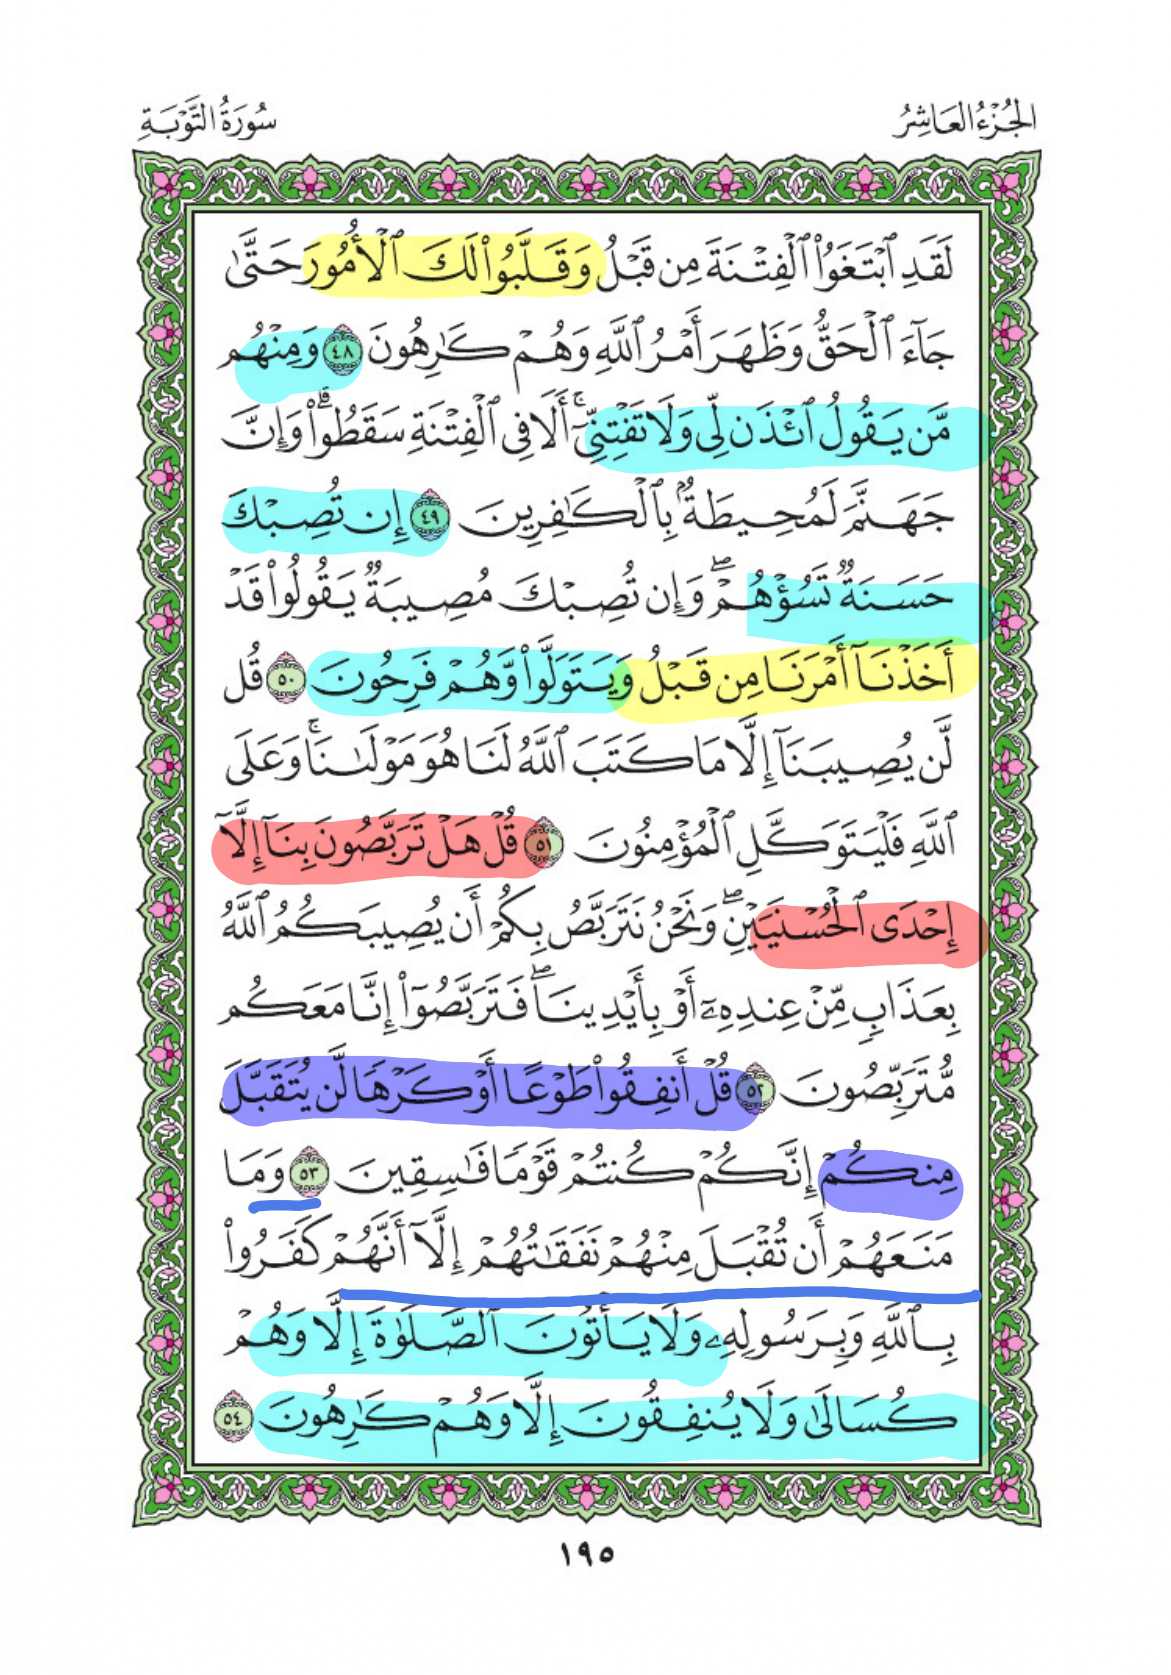 الجُزْءُ العَاشِرُ
سُورَةُ التَّوْبَةِ
لَقَدِ ٱبْتَغَوُا۟ ٱلْفِتْنَةَ مِن قَبْلُ وَقَلَّبُوا۟ لَكَ ٱلْأُمُورَ حَتَّىٰ
جَآءَ ٱلْحَقُّ وَظَهَرَ أَمْرُ ٱللَّهِ وَهُمْ كَٰرِهُونَ ٤٨ وَمِنْهُم
مَّن يَقُولُ ٱئْذَن لِّى وَلَا تَفْتِنِّىٓ ۚ أَلَا فِى ٱلْفِتْنَةِ سَقَطُوا۟ ۗ وَإِنَّ
جَهَنَّمَ لَمُحِيطَةٌۢ بِٱلْكَٰفِرِينَ ٤٩ إِن تُصِبْكَ
حَسَنَةٌ تَسُؤْهُمْ ۖ وَإِن تُصِبْكَ مُصِيبَةٌ يَقُولُوا۟ قَدْ
أَخَذْنَآ أَمْرَنَا مِن قَبْلُ وَيَتَوَلَّوا۟ وَّهُمْ فَرِحُونَ ٥٠ قُل
لَّن يُصِيبَنَآ إِلَّا مَا كَتَبَ ٱللَّهُ لَنَا هُوَ مَوْلَىٰنَا ۚ وَعَلَى
ٱللَّهِ فَلْيَتَوَكَّلِ ٱلْمُؤْمِنُونَ ٥١ قُلْ هَلْ تَرَبَّصُونَ بِنَآ إِلَّآ
إِحْدَى ٱلْحُسْنَيَيْنِ ۖ وَنَحْنُ نَتَرَبَّصُ بِكُمْ أَن يُصِيبَكُمُ ٱللَّهُ
بِعَذَابٍ مِّنْ عِندِهِۦٓ أَوْ بِأَيْدِينَا ۖ فَتَرَبَّصُوٓا۟ إِنَّا مَعَكُم
مُّتَرَبِّصُونَ ٥٢ قُلْ أَنفِقُوا۟ طَوْعًا أَوْ كَرْهًا لَّن يُتَقَبَّلَ
مِنكُمْ إِنَّكُمْ كُنتُمْ قَوْمًا فَٰسِقِينَ ٥٣ وَمَا
مَنَعَهُمْ أَن تُقْبَلَ مِنْهُمْ نَفَقَٰتُهُمْ إِلَّآ أَنَّهُمْ كَفَرُوا۟
بِٱللَّهِ وَبِرَسُولِهِۦ وَلَا يَأْتُونَ ٱلصَّلَوٰةَ إِلَّا وَهُمْ
كُسَالَىٰ وَلَا يُنفِقُونَ إِلَّا وَهُمْ كَٰرِهُونَ ٥٤
١٩٥